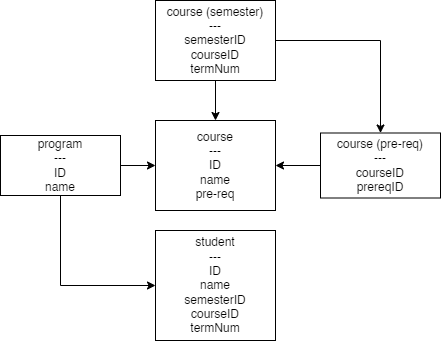 course (semester)
---
semesterID
courseID
termNum
program
---
ID
name
course
---
ID
name
pre-req
course (pre-req)
---
courseID
prereqID
student
---
ID
name
semesterID
courseID
termNum